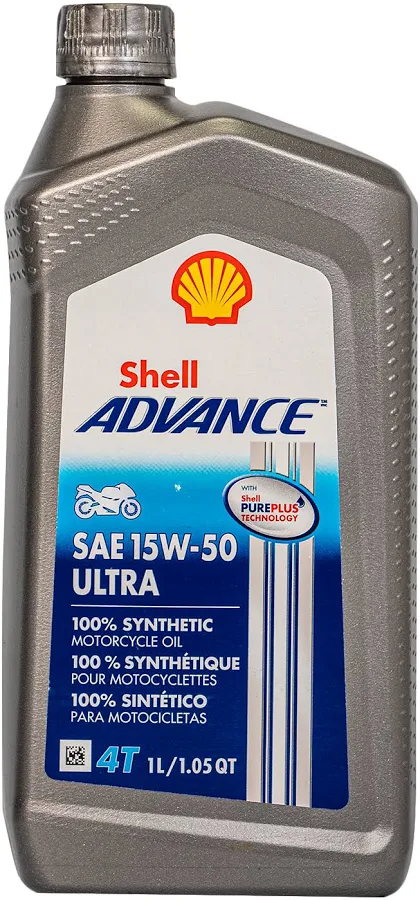 Shell
ADVANCE™
WITH
Shell
PUREPLUS
TECHNOLOGY
SAE 15W-50
ULTRA
100% SYNTHETIC
MOTORCYCLE OIL
100 % SYNTHÉTIQUE
POUR MOTOCYCLETTES
100% SINTÉTICO
PARA MOTOCICLETAS
4T 1L/1.05 QT